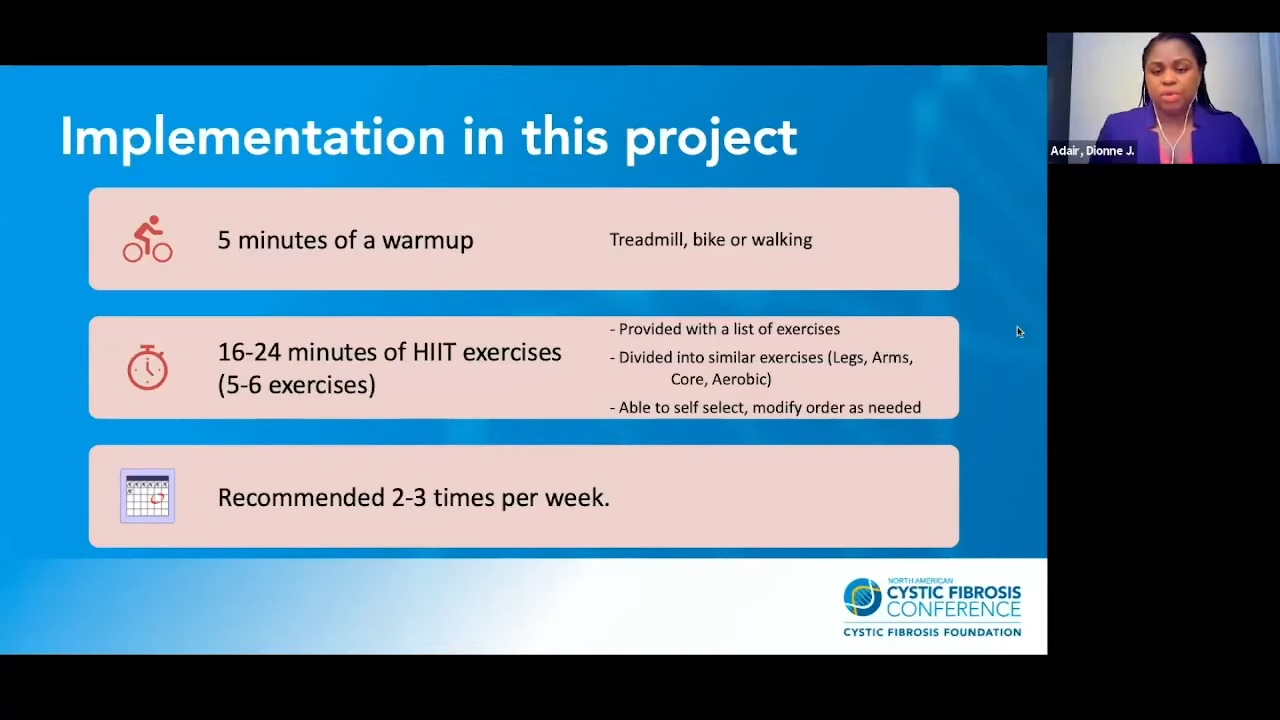 Implementation in this project
5 minutes of a warmup
Treadmill, bike or walking
16-24 minutes of HIIT exercises
(5-6 exercises)
- Provided with a list of exercises
- Divided into similar exercises (Legs, Arms,
Core, Aerobic)
- Able to self select, modify order as needed
Recommended 2-3 times per week.
NORTH AMERICAN
CYSTIC FIBROSIS
CONFERENCE
CYSTIC FIBROSIS FOUNDATION
Adair, Dionne J.